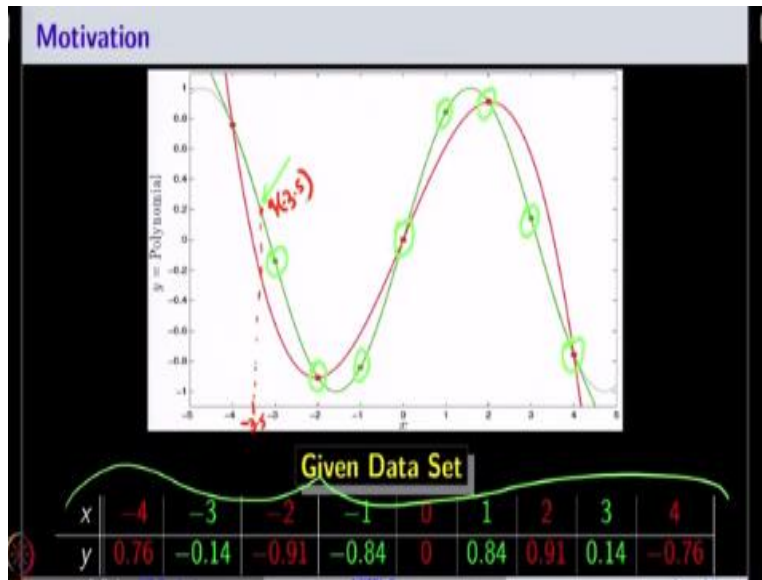 Motivation
1
0.8
0.6
0.4
0.2
0
-0.2
-0.4
-0.6
-0.8
-1
y = Polynomial
-5 -4 -3 -2 -1 0 1 2 3 4 5
x
-3.5
Given Data Set
x -4 -3 -2 -1 0 1 2 3 4
y 0.76 -0.14 -0.91 -0.84 0 0.84 0.91 0.14 -0.76